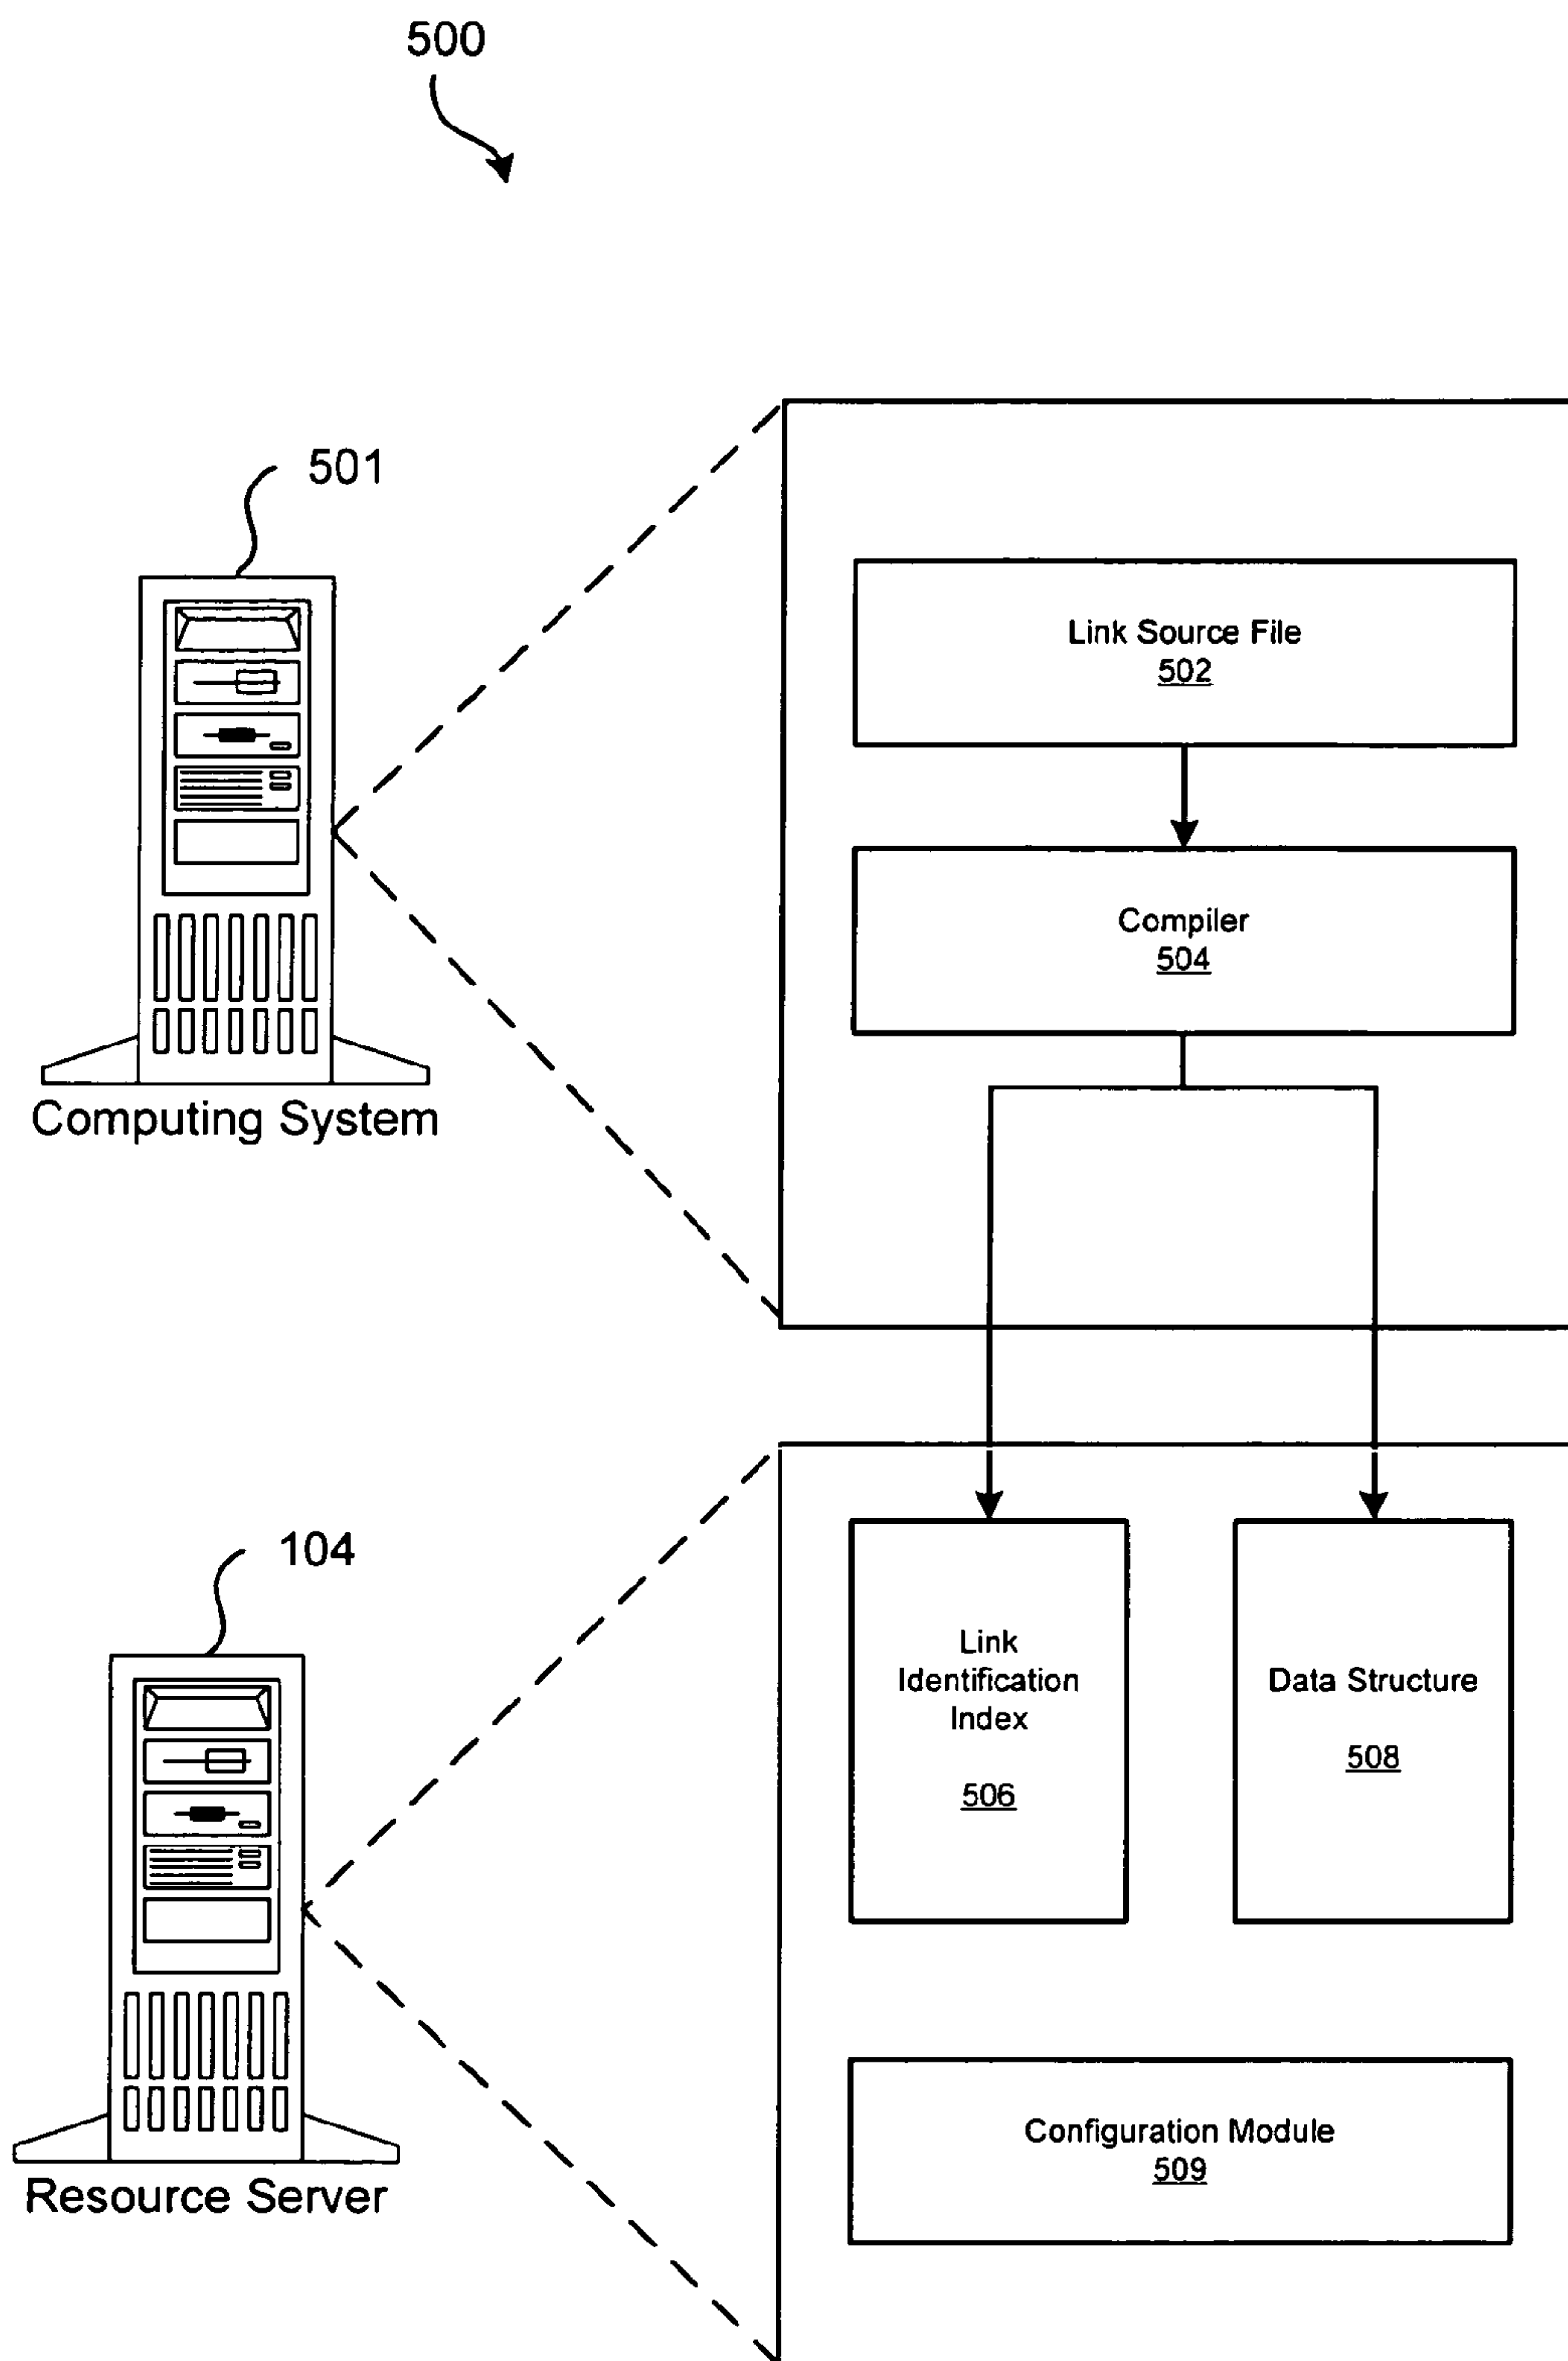 500
501
Link Source File
502
Compiler
504
Computing System
104
Link
Identification
Index
506
Data Structure
508
Configuration Module
509
Resource Server